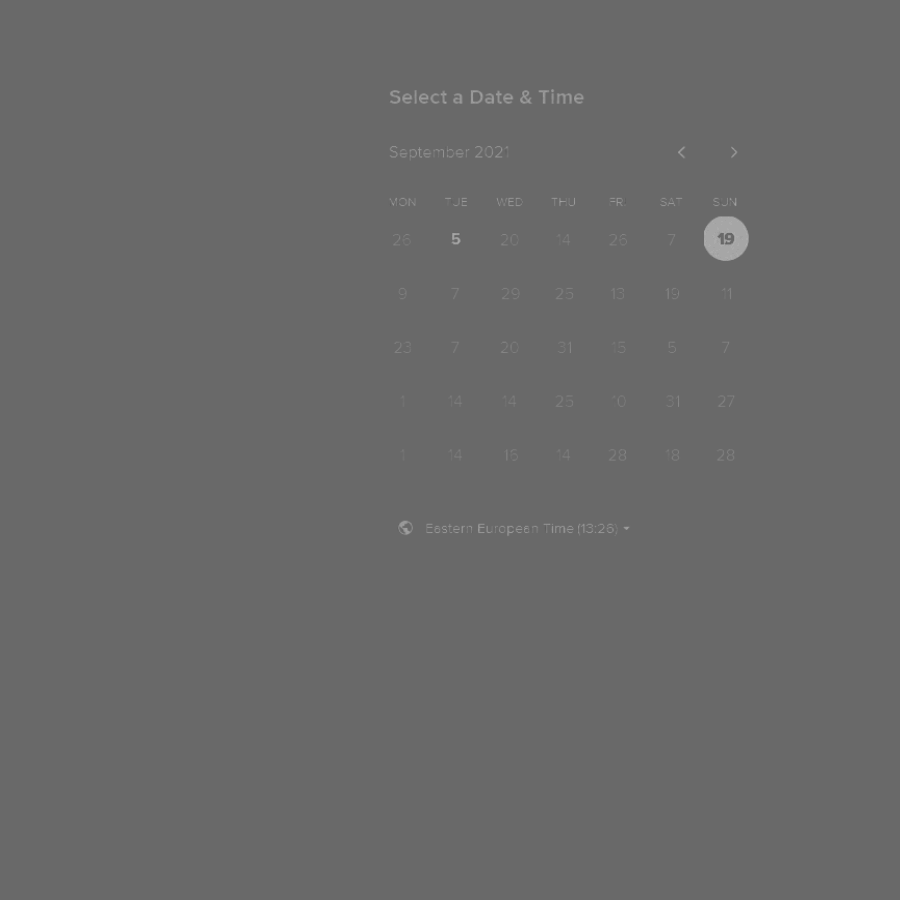 Select a Date & Time
September 2021
MON TUE WED THU FRI SAT SUN
26 5 20 14 26 7 19
9 7 29 25 13 19 11
23 7 20 31 15 5 7
1 14 14 25 10 31 27
1 14 15 14 28 18 28
Eastern European Time (13:26)